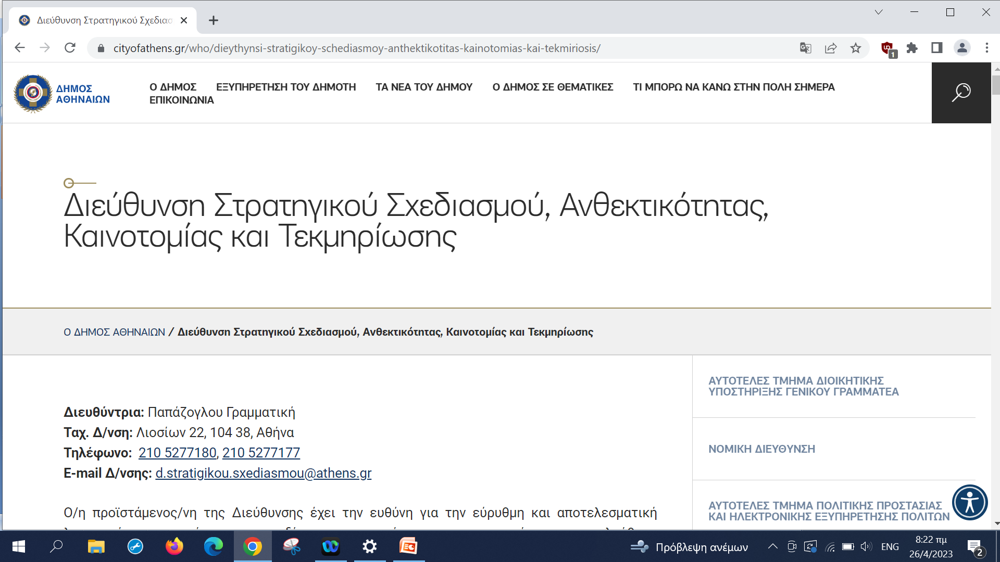 Διεύθυνση Στρατηγικού Σχεδιασ
cityofathens.gr/who/dieythynsi-stratigikoy-schediasmoy-anthektikotitas-kainotomias-kai-tekmiriosis/
1
ΔΗΜΟΣ
ΑΘΗΝΑΙΩΝ
Ο ΔΗΜΟΣ ΕΞΥΠΗΡΕΤΗΣΗ ΤΟΥ ΔΗΜΟΤΗ ΤΑ ΝΕΑ ΤΟΥ ΔΗΜΟΥ Ο ΔΗΜΟΣ ΣΕ ΘΕΜΑΤΙΚΕΣ ΤΙ ΜΠΟΡΩ ΝΑ ΚΑΝΩ ΣΤΗΝ ΠΟΛΗ ΣΗΜΕΡΑ
ΕΠΙΚΟΙΝΩΝΙΑ
Διεύθυνση Στρατηγικού Σχεδιασμού, Ανθεκτικότητας,
Καινοτομίας και Τεκμηρίωσης
Ο ΔΗΜΟΣ ΑΘΗΝΑΙΩΝ / Διεύθυνση Στρατηγικού Σχεδιασμού, Ανθεκτικότητας, Καινοτομίας και Τεκμηρίωσης
Διευθύντρια: Παπάζογλου Γραμματική
Ταχ. Δ/νση: Λιοσίων 22, 104 38, Αθήνα
Τηλέφωνο: 210 5277180, 210 5277177
E-mail Δ/νσης: d.stratigikou.sxediasmou@athens.gr
Ο/η προϊστάμενος/νη της Διεύθυνσης έχει την ευθύνη για την εύρυθμη και αποτελεσματική
ΑΥΤΟΤΕΛΕΣ ΤΜΗΜΑ ΔΙΟΙΚΗΤΙΚΗΣ
ΥΠΟΣΤΗΡΙΞΗΣ ΓΕΝΙΚΟΥ ΓΡΑΜΜΑΤΕΑ
ΝΟΜΙΚΗ ΔΙΕΥΘΥΝΣΗ
ΑΥΤΟΤΕΛΕΣ ΤΜΗΜΑ ΠΟΛΙΤΙΚΗΣ ΠΡΟΣΤΑΣΙΑΣ
ΚΑΙ ΗΛΕΚΤΡΟΝΙΚΗΣ ΕΞΥΠΗΡΕΤΗΣΗΣ ΠΟΛΙΤΩΝ
Πρόβλεψη ανέμων
ENG
8:22 πμ
26/4/2023
2